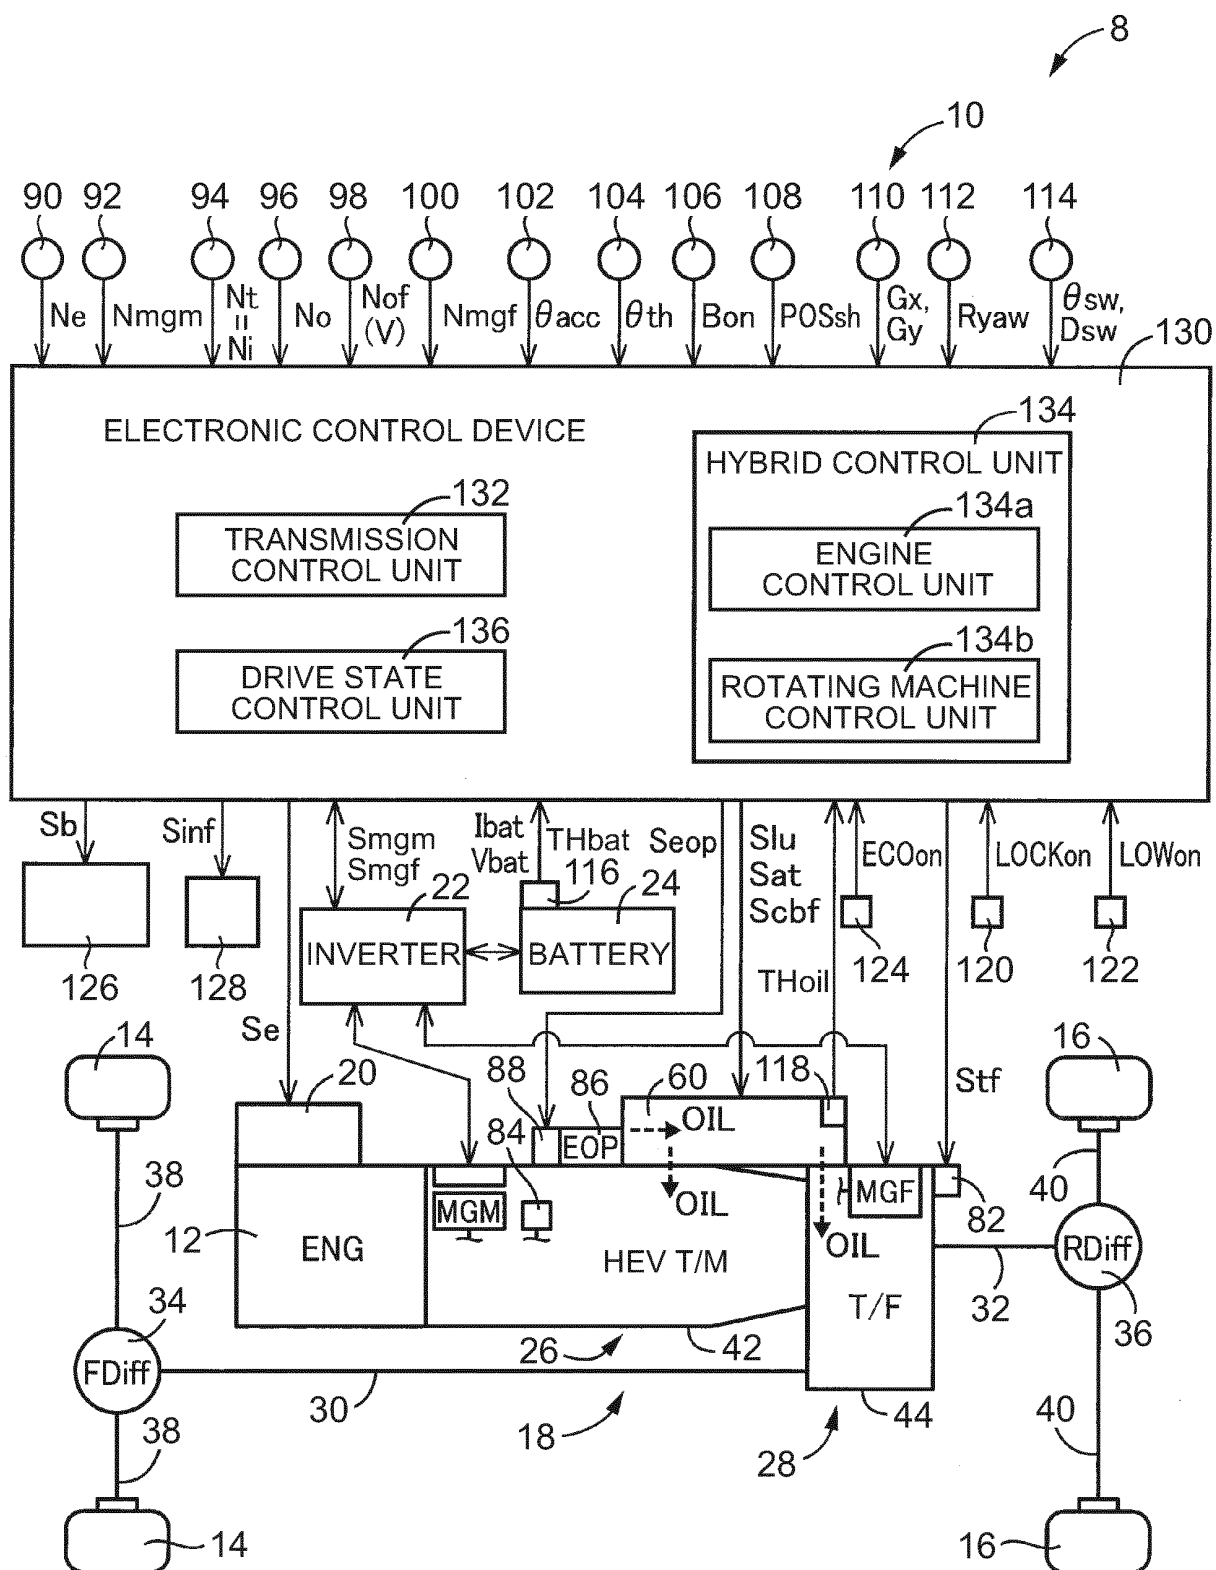 8
10
90 92 94 96 98 100 102 104 106 108 110 112 114
Ne Nmgm Nt = Ni No Nof (V) Nmgf θacc θth Bon POSsh Gx, Gy Ryaw θsw, Dsw
130
ELECTRONIC CONTROL DEVICE
134
HYBRID CONTROL UNIT
132
TRANSMISSION
CONTROL UNIT
134a
ENGINE
CONTROL UNIT
136
DRIVE STATE
CONTROL UNIT
134b
ROTATING MACHINE
CONTROL UNIT
Sb
Sinf
Smgm
Smgf
Ibat
Vbat
THbat
Seop
Slu
Sat
Scbf
ECOon
LOCKon
LOWon
22
116
24
INVERTER
BATTERY
126
128
124
120
122
THoil
Se
Stf
14
20
88
86
84
60
118
16
EOP
OIL
38
40
MGM
OIL
MGF
82
12
ENG
HEV T/M
OIL
RDiff
32
34
T/F
36
FDiff
26
42
30
18
44
28
38
40
14
16